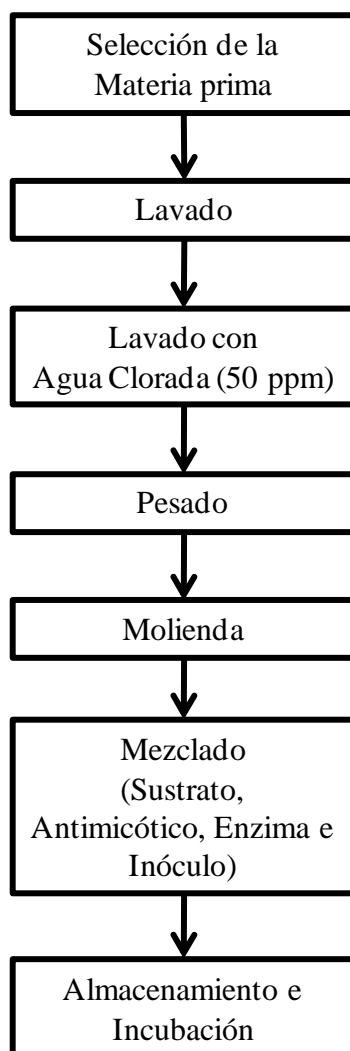 Selección de la
Materia prima
Lavado
Lavado con
Agua Clorada (50 ppm)
Pesado
Molienda
Mezclado
(Sustrato,
Antimicótico, Enzima e
Inóculo)
Almacenamiento e
Incubación